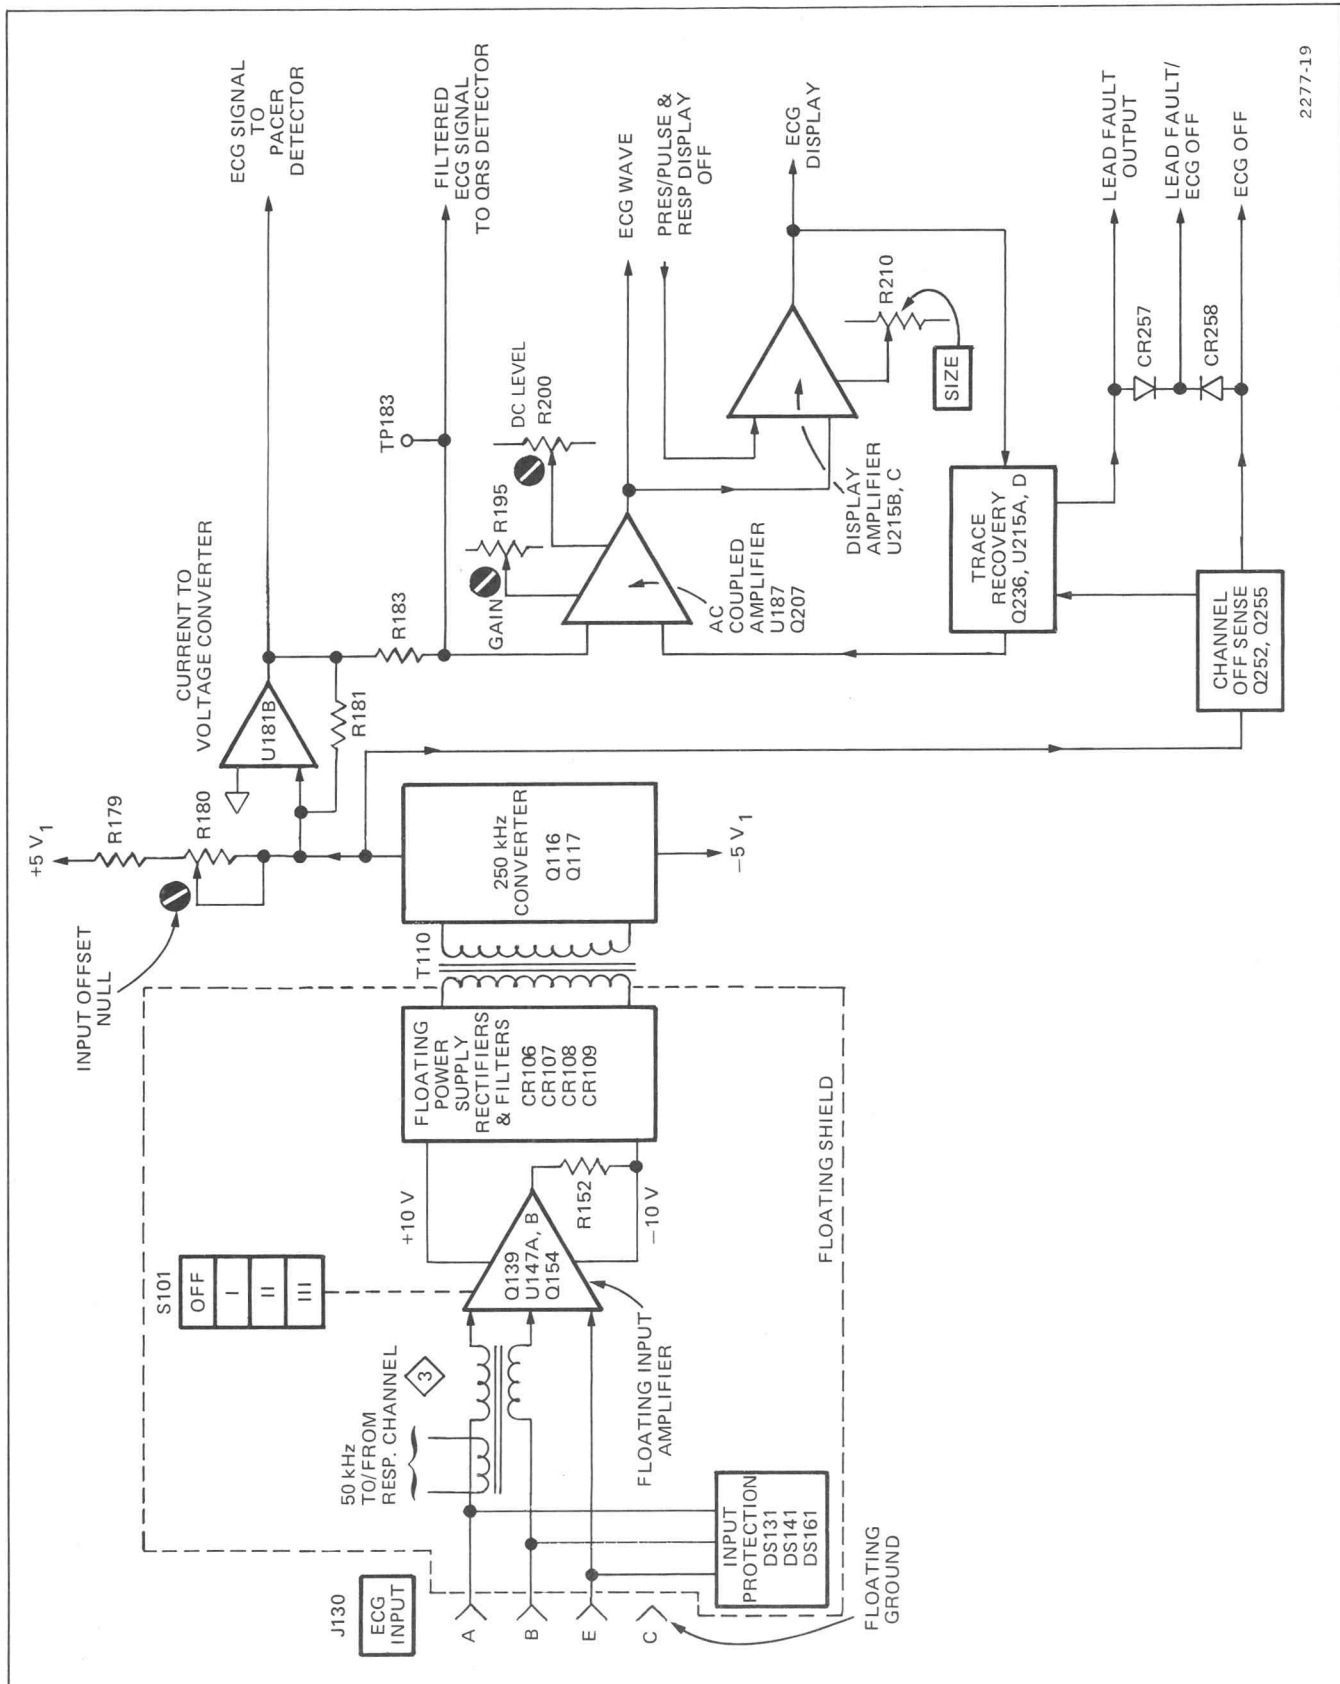 J130
ECG
INPUT
A
B
E
C
FLOATING
GROUND
INPUT
PROTECTION
DS131
DS141
DS161
50 kHz
TO/FROM
RESP. CHANNEL
3
S101
OFF
I
II
III
Q139
U147A, B
Q154
FLOATING INPUT
AMPLIFIER
+10 V
−10 V
R152
FLOATING
POWER
SUPPLY
RECTIFIERS
& FILTERS
CR106
CR107
CR108
CR109
FLOATING SHIELD
T110
250 kHz
CONVERTER
Q116
Q117
−5 V1
INPUT OFFSET
NULL
+5 V1
R179
R180
CURRENT TO
VOLTAGE CONVERTER
U181B
R181
R183
ECG SIGNAL
TO
PACER
DETECTOR
TP183
FILTERED
ECG SIGNAL
TO QRS DETECTOR
GAIN
R195
DC LEVEL
R200
AC
COUPLED
AMPLIFIER
U187
Q207
ECG WAVE
PRES/PULSE &
RESP DISPLAY
OFF
DISPLAY
AMPLIFIER
U215B, C
R210
SIZE
ECG
DISPLAY
TRACE
RECOVERY
Q236, U215A, D
CHANNEL
OFF SENSE
Q252, Q255
CR257
CR258
LEAD FAULT
OUTPUT
LEAD FAULT/
ECG OFF
ECG OFF
2277-19